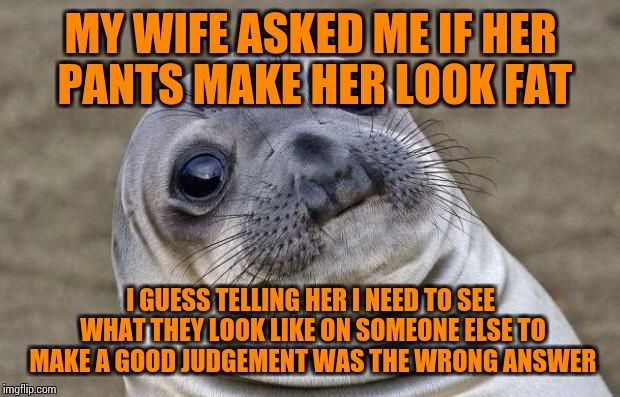 MY WIFE ASKED ME IF HER
PANTS MAKE HER LOOK FAT
I GUESS TELLING HER I NEED TO SEE
WHAT THEY LOOK LIKE ON SOMEONE ELSE TO
MAKE A GOOD JUDGEMENT WAS THE WRONG ANSWER
imgflip.com